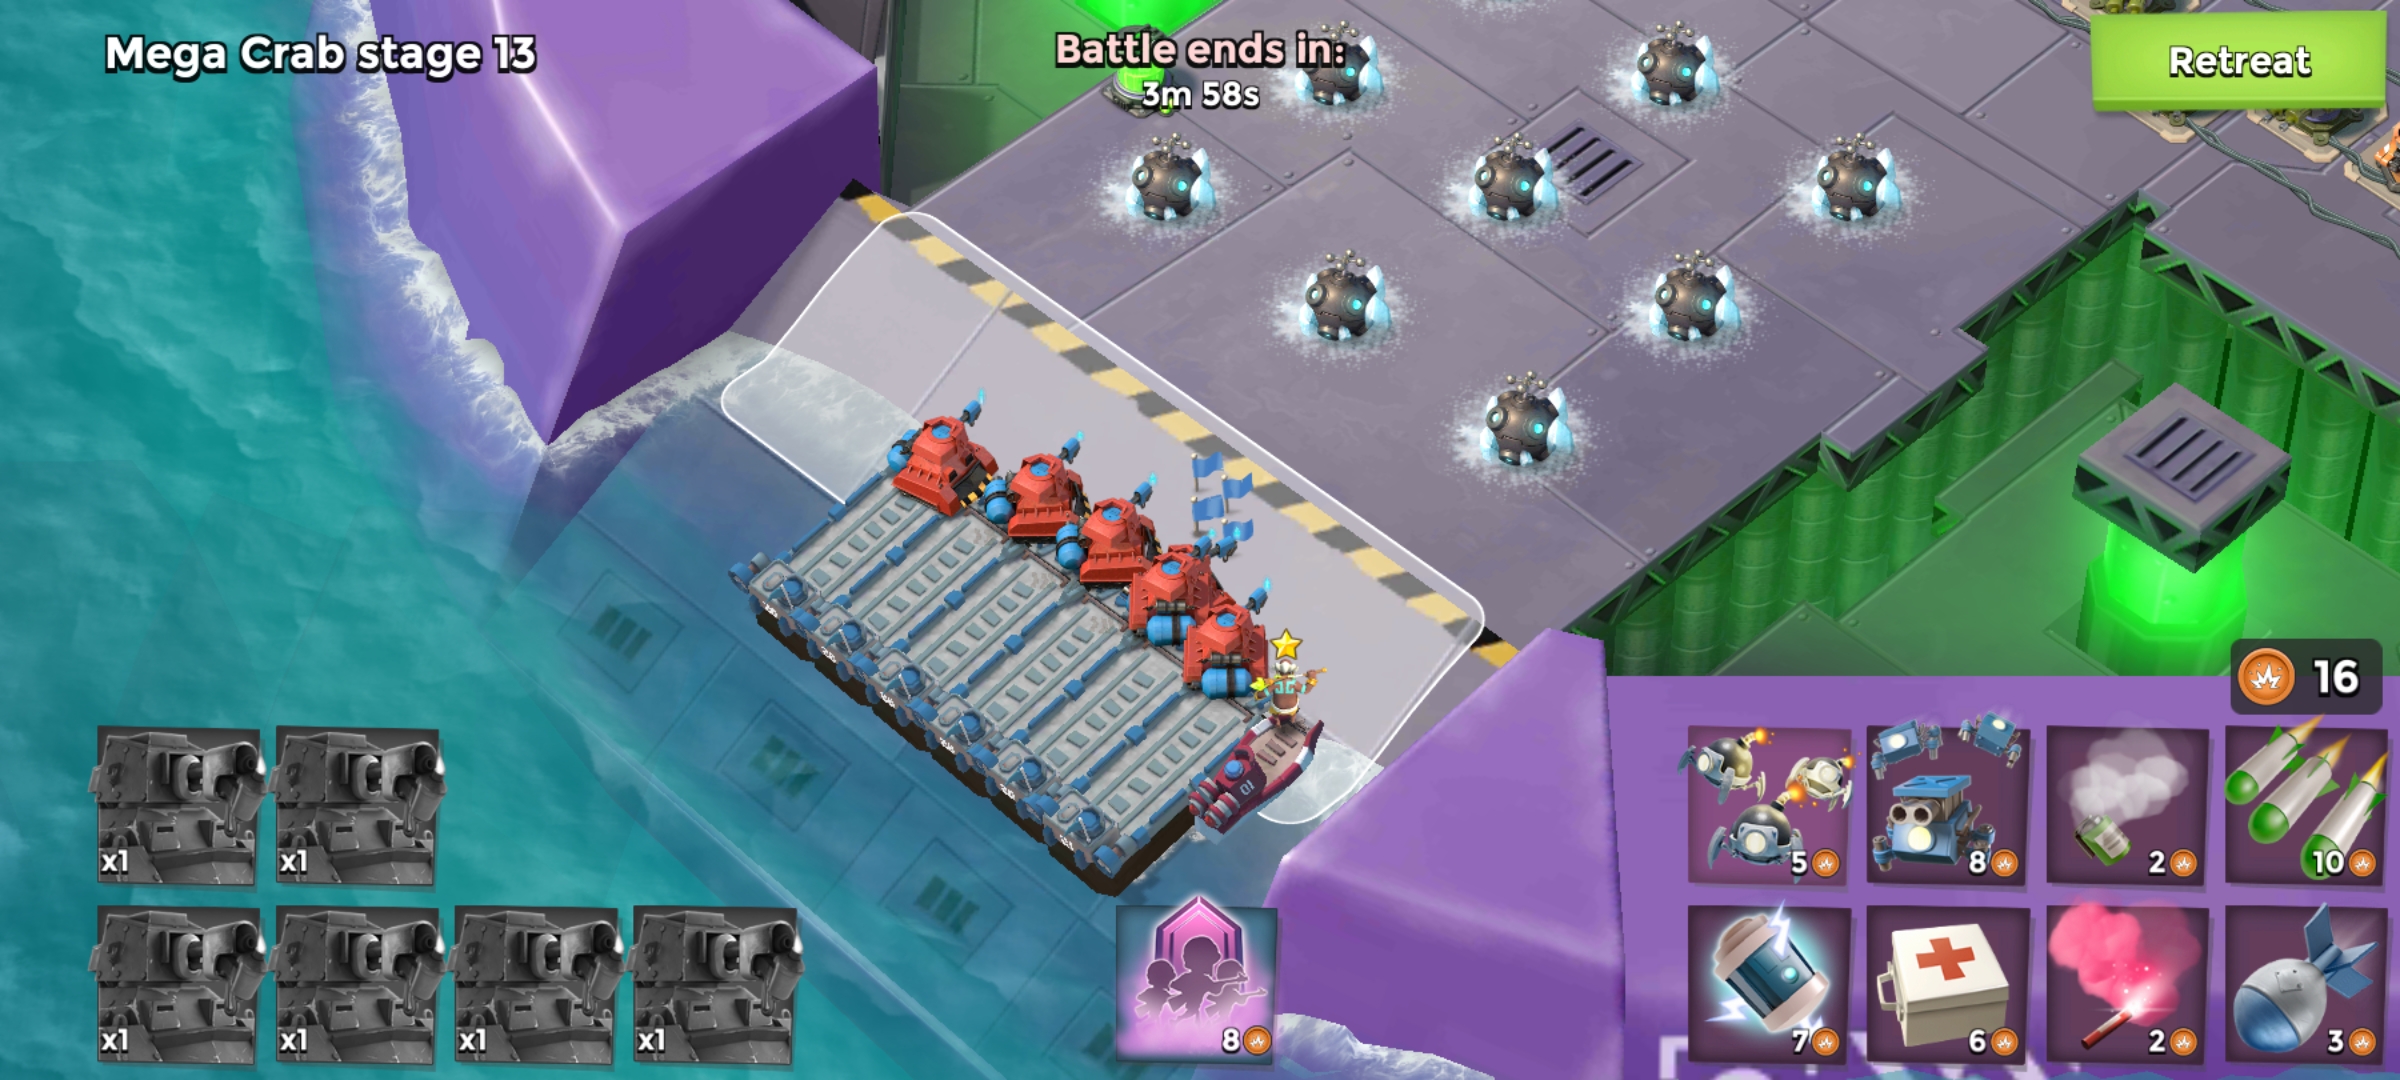 Mega Crab stage 13
Battle ends in:
3m 58s
Retreat
16
5
8
2
10
x1
x1
x1
x1
x1
x1
8
7
6
2
3